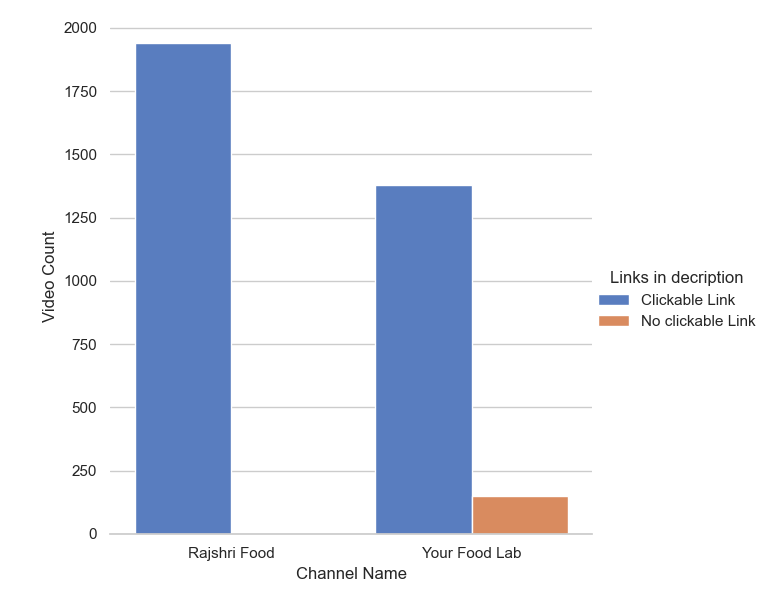 2000
1750
1500
1250
1000
750
500
250
0
Video Count
Rajshri Food
Your Food Lab
Channel Name
Links in decription
Clickable Link
No clickable Link